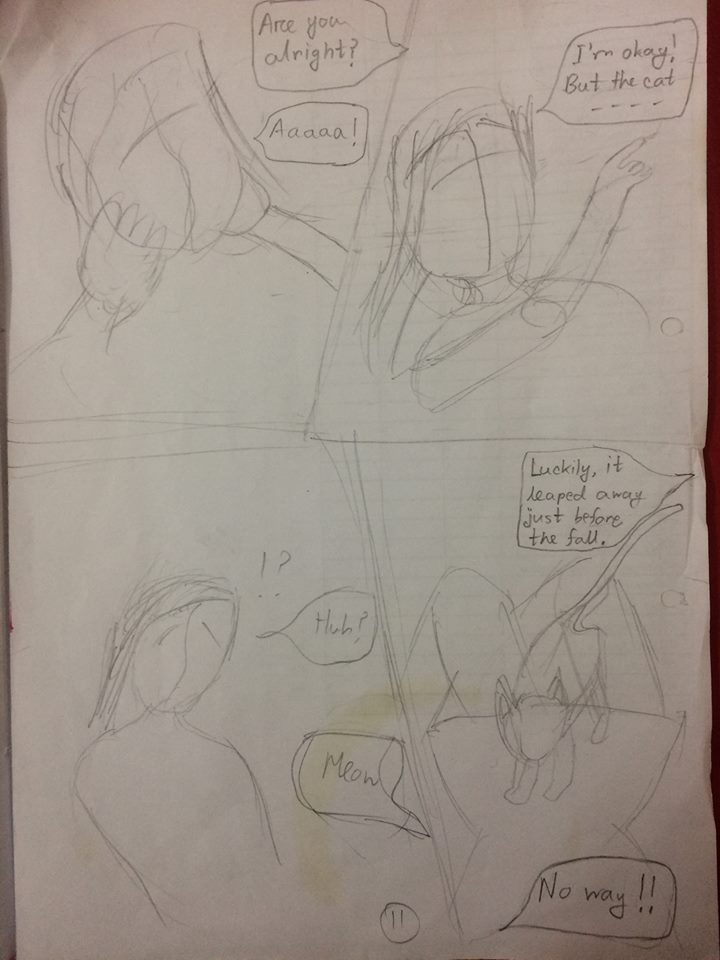 Are you
alright?
Aaaaa!
I'm okay!
But the cat
----
!?
Huh?
Meow
Luckily, it
leaped away
just before
the fall.
No way!!
11